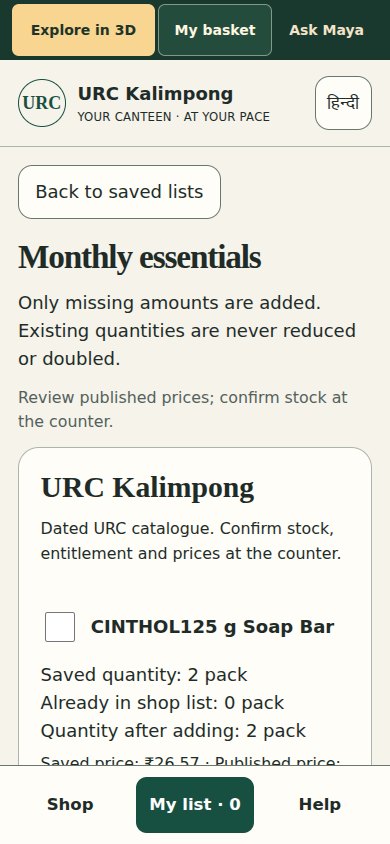 Explore in 3D
My basket
Ask Maya
URC
URC Kalimpong
YOUR CANTEEN · AT YOUR PACE
हिन्दी
Back to saved lists
Monthly essentials
Only missing amounts are added.
Existing quantities are never reduced
or doubled.
Review published prices; confirm stock at
the counter.
URC Kalimpong
Dated URC catalogue. Confirm stock,
entitlement and prices at the counter.
CINTHOL125 g Soap Bar
Saved quantity: 2 pack
Already in shop list: 0 pack
Quantity after adding: 2 pack
Saved price: ₹26.57 · Published price:
Shop
My list · 0
Help